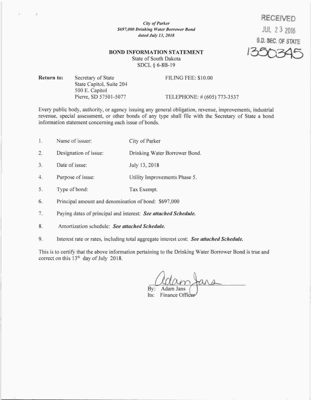 City of Parker
$697,000 Drinking Water Borrower Bond
dated July 13, 2018
RECEIVED
JUL 23 2018
S.D. SEC. OF STATE
1350345
BOND INFORMATION STATEMENT
State of South Dakota
SDCL § 6-8B-19
Return to: Secretary of State FILING FEE: $10.00
State Capitol, Suite 204
500 E. Capitol
Pierre, SD 57501-5077 TELEPHONE: # (605) 773-3537
Every public body, authority, or agency issuing any general obligation, revenue, improvements, industrial
revenue, special assessment, or other bonds of any type shall file with the Secretary of State a bond
information statement concerning each issue of bonds.
1. Name of issuer: City of Parker
2. Designation of issue: Drinking Water Borrower Bond.
3. Date of issue: July 13, 2018
4. Purpose of issue: Utility Improvements Phase 5.
5. Type of bond: Tax Exempt.
6. Principal amount and denomination of bond: $697,000
7. Paying dates of principal and interest: See attached Schedule.
8. Amortization schedule: See attached Schedule.
9. Interest rate or rates, including total aggregate interest cost: See attached Schedule.
This is to certify that the above information pertaining to the Drinking Water Borrower Bond is true and
correct on this 13th day of July 2018.
Adam Jans
By: Adam Jans
Its: Finance Officer